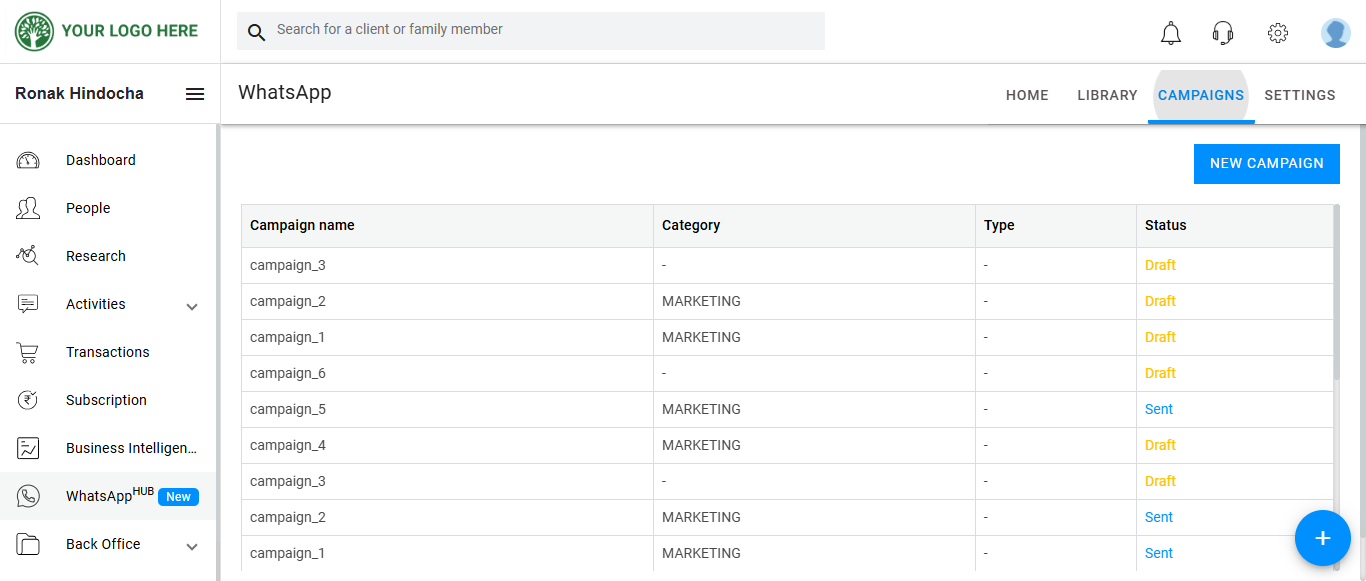 YOUR LOGO HERE
Search for a client or family member
Ronak Hindocha
WhatsApp
HOME LIBRARY CAMPAIGNS SETTINGS
Dashboard
People
Research
Activities
Transactions
Subscription
Business Intelligen...
WhatsAppHUB New
Back Office
NEW CAMPAIGN
Campaign name Category Type Status
campaign_3 - - Draft
campaign_2 MARKETING - Draft
campaign_1 MARKETING - Draft
campaign_6 - - Draft
campaign_5 MARKETING - Sent
campaign_4 MARKETING - Draft
campaign_3 - - Draft
campaign_2 MARKETING - Sent
campaign_1 MARKETING - Sent
+